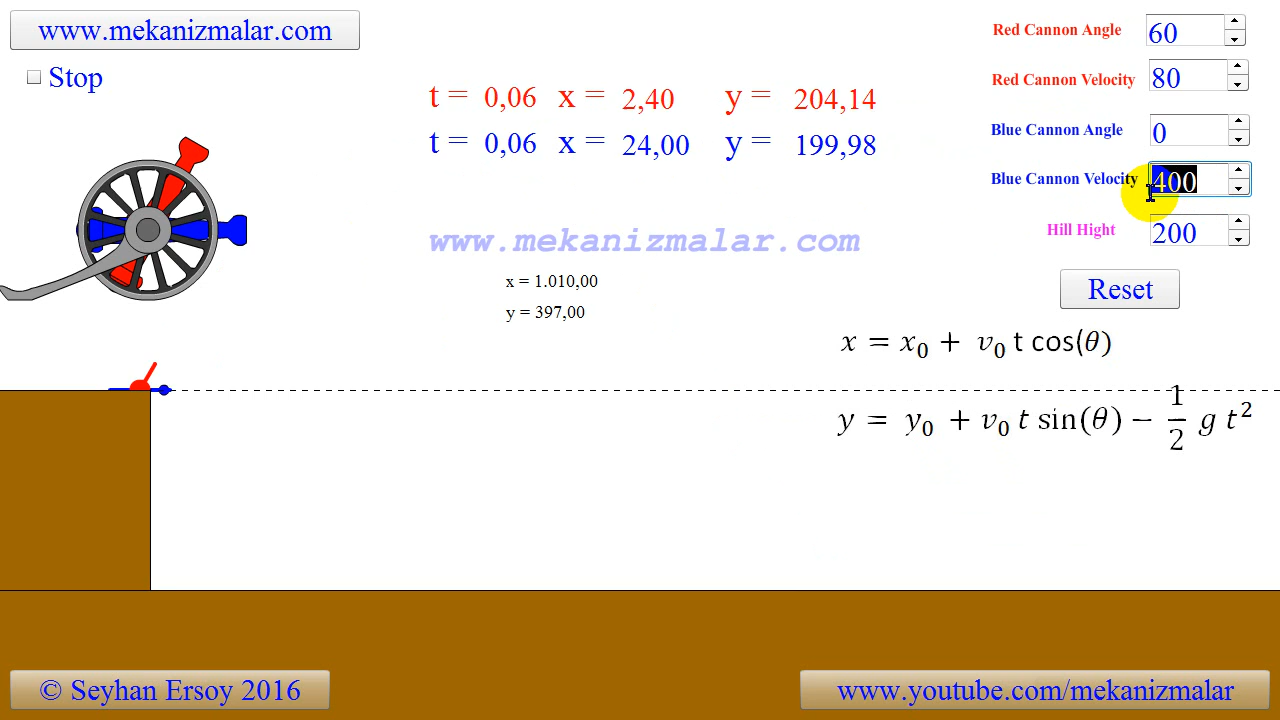 www.mekanizmalar.com
Stop
t = 0,06 x = 2,40 y = 204,14
t = 0,06 x = 24,00 y = 199,98
www.mekanizmalar.com
x = 1.010,00
y = 397,00
Red Cannon Angle 60
Red Cannon Velocity 80
Blue Cannon Angle 0
Blue Cannon Velocity 400
Hill Hight 200
Reset
x = x₀ + v₀ t cos(θ)
y = y₀ + v₀ t sin(θ) − 1/2 g t²
© Seyhan Ersoy 2016
www.youtube.com/mekanizmalar